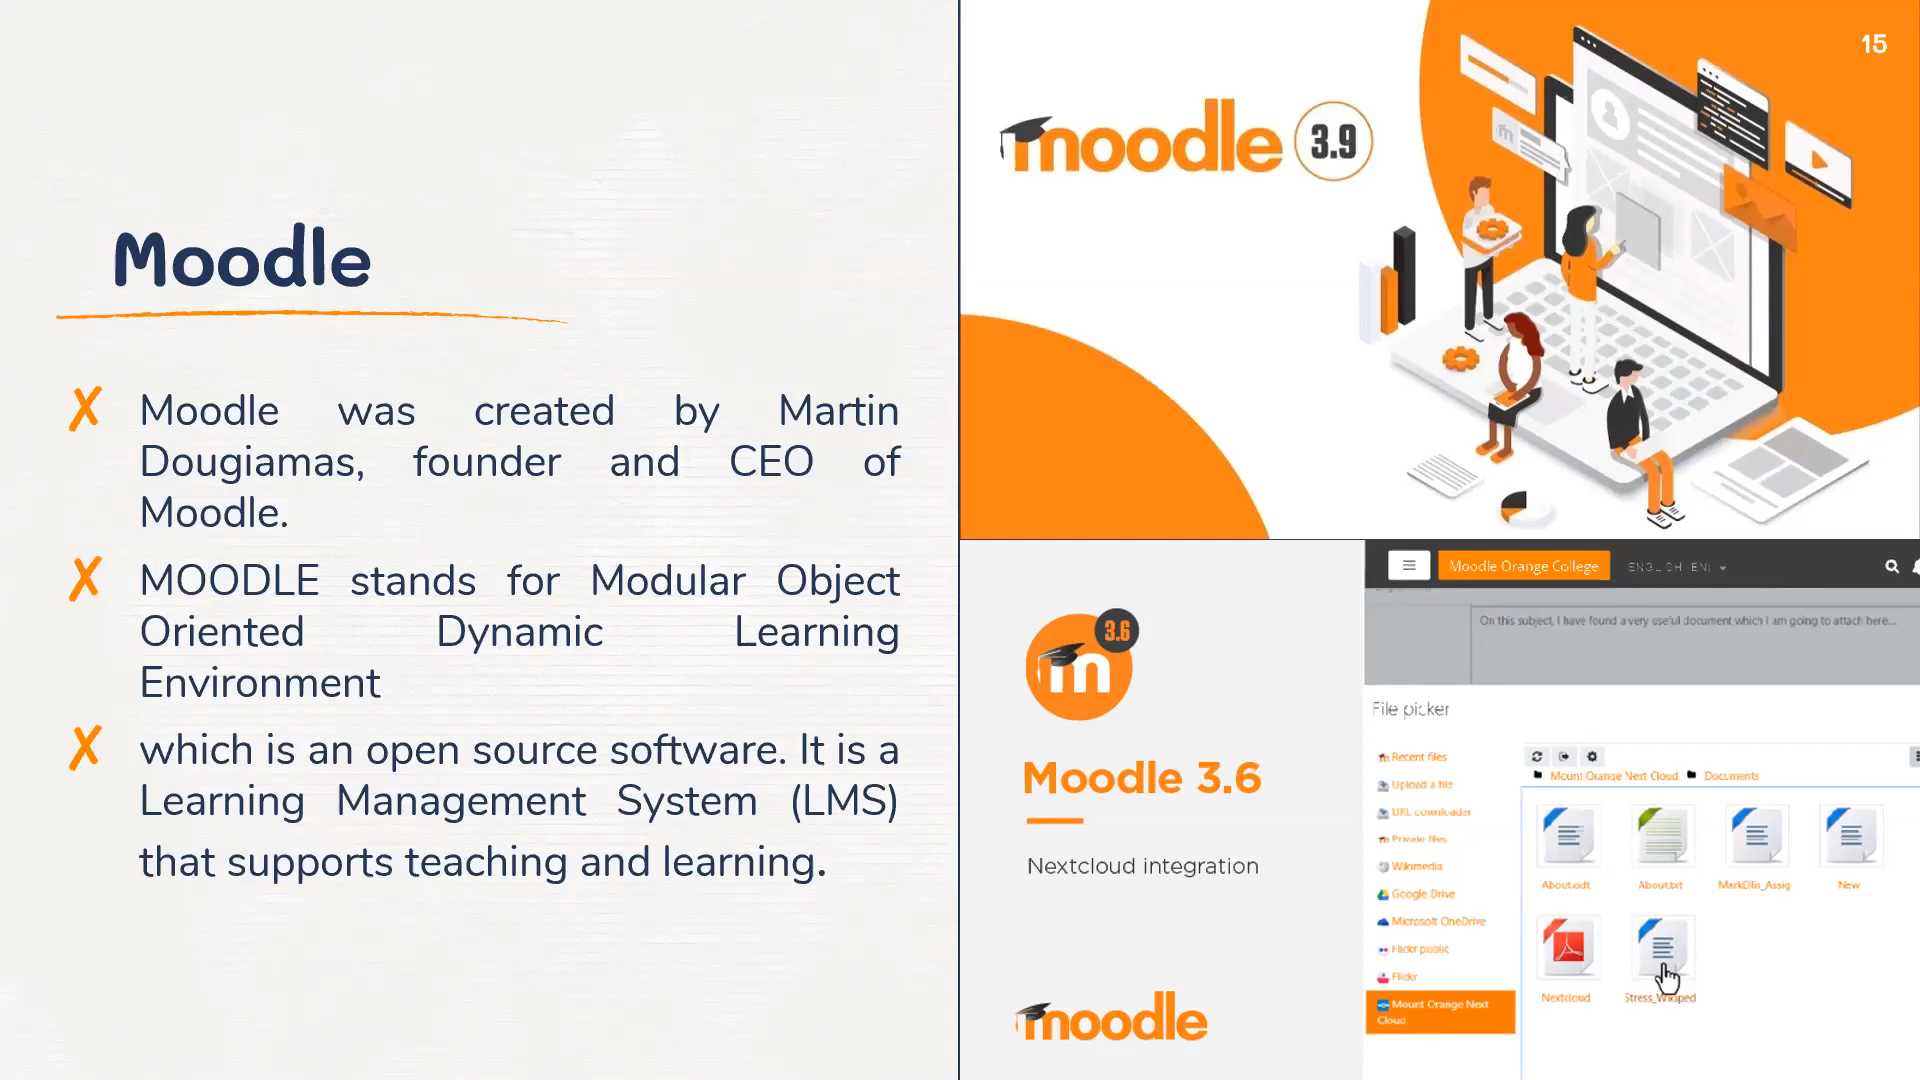 15
Moodle
✗ Moodle was created by Martin
Dougiamas, founder and CEO of
Moodle.
✗ MOODLE stands for Modular Object
Oriented Dynamic Learning
Environment
✗ which is an open source software. It is a
Learning Management System (LMS)
that supports teaching and learning.
moodle 3.9
3.6
m
Moodle 3.6
Nextcloud integration
moodle
Moodle Orange College
On this subject, I have found a very useful document which I am going to attach here...
File picker
Recent files
Upload a file
URL downloader
Private files
Wikimedia
Google Drive
Microsoft OneDrive
Flickr public
Flickr
Mount Orange Next
Cloud
Mount Orange Next Cloud Documents
About.odt About.txt MarkEllis_Assig New
Nextcloud Stress_Wikiped